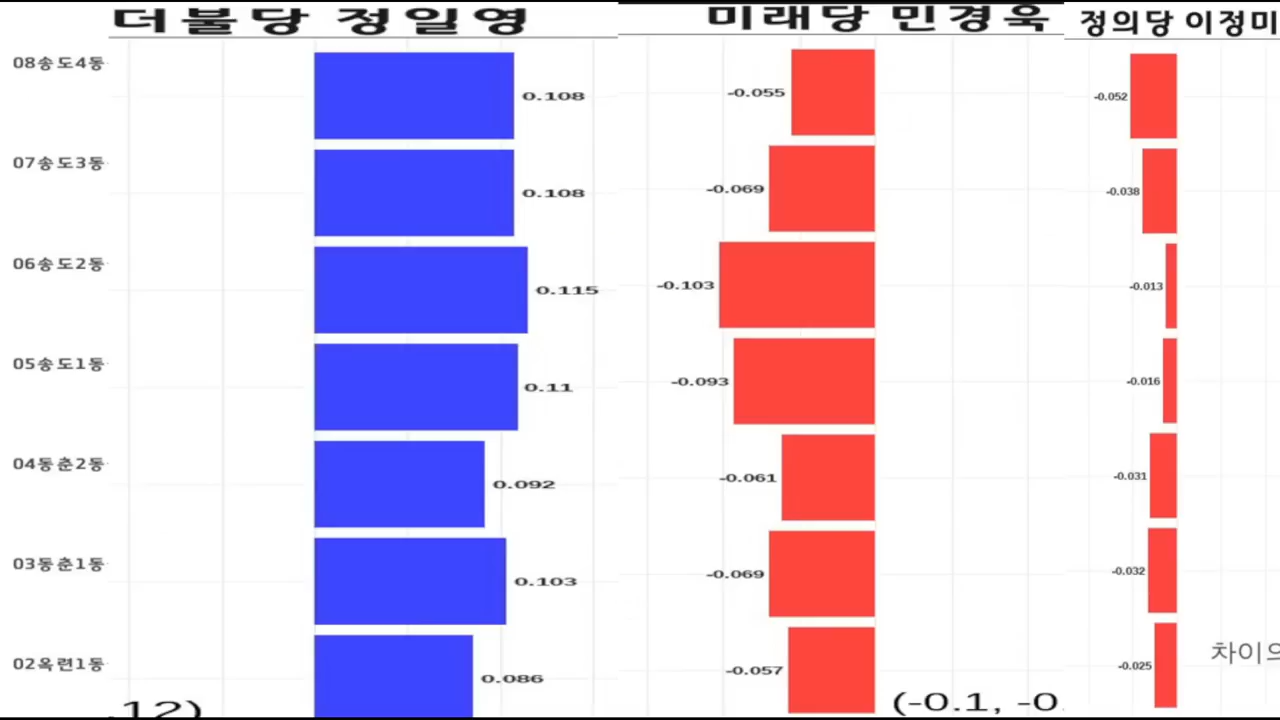 더불당 정일영 미래당 민경욱 정의당 이정미
08송도4동 0.108 -0.055 -0.052
07송도3동 0.108 -0.069 -0.038
06송도2동 0.115 -0.103 -0.013
05송도1동 0.11 -0.093 -0.016
04동춘2동 0.092 -0.061 -0.031
03동춘1동 0.103 -0.069 -0.032
02옥련1동 0.086 -0.057 -0.025 차이의
.12) (-0.1, -0.